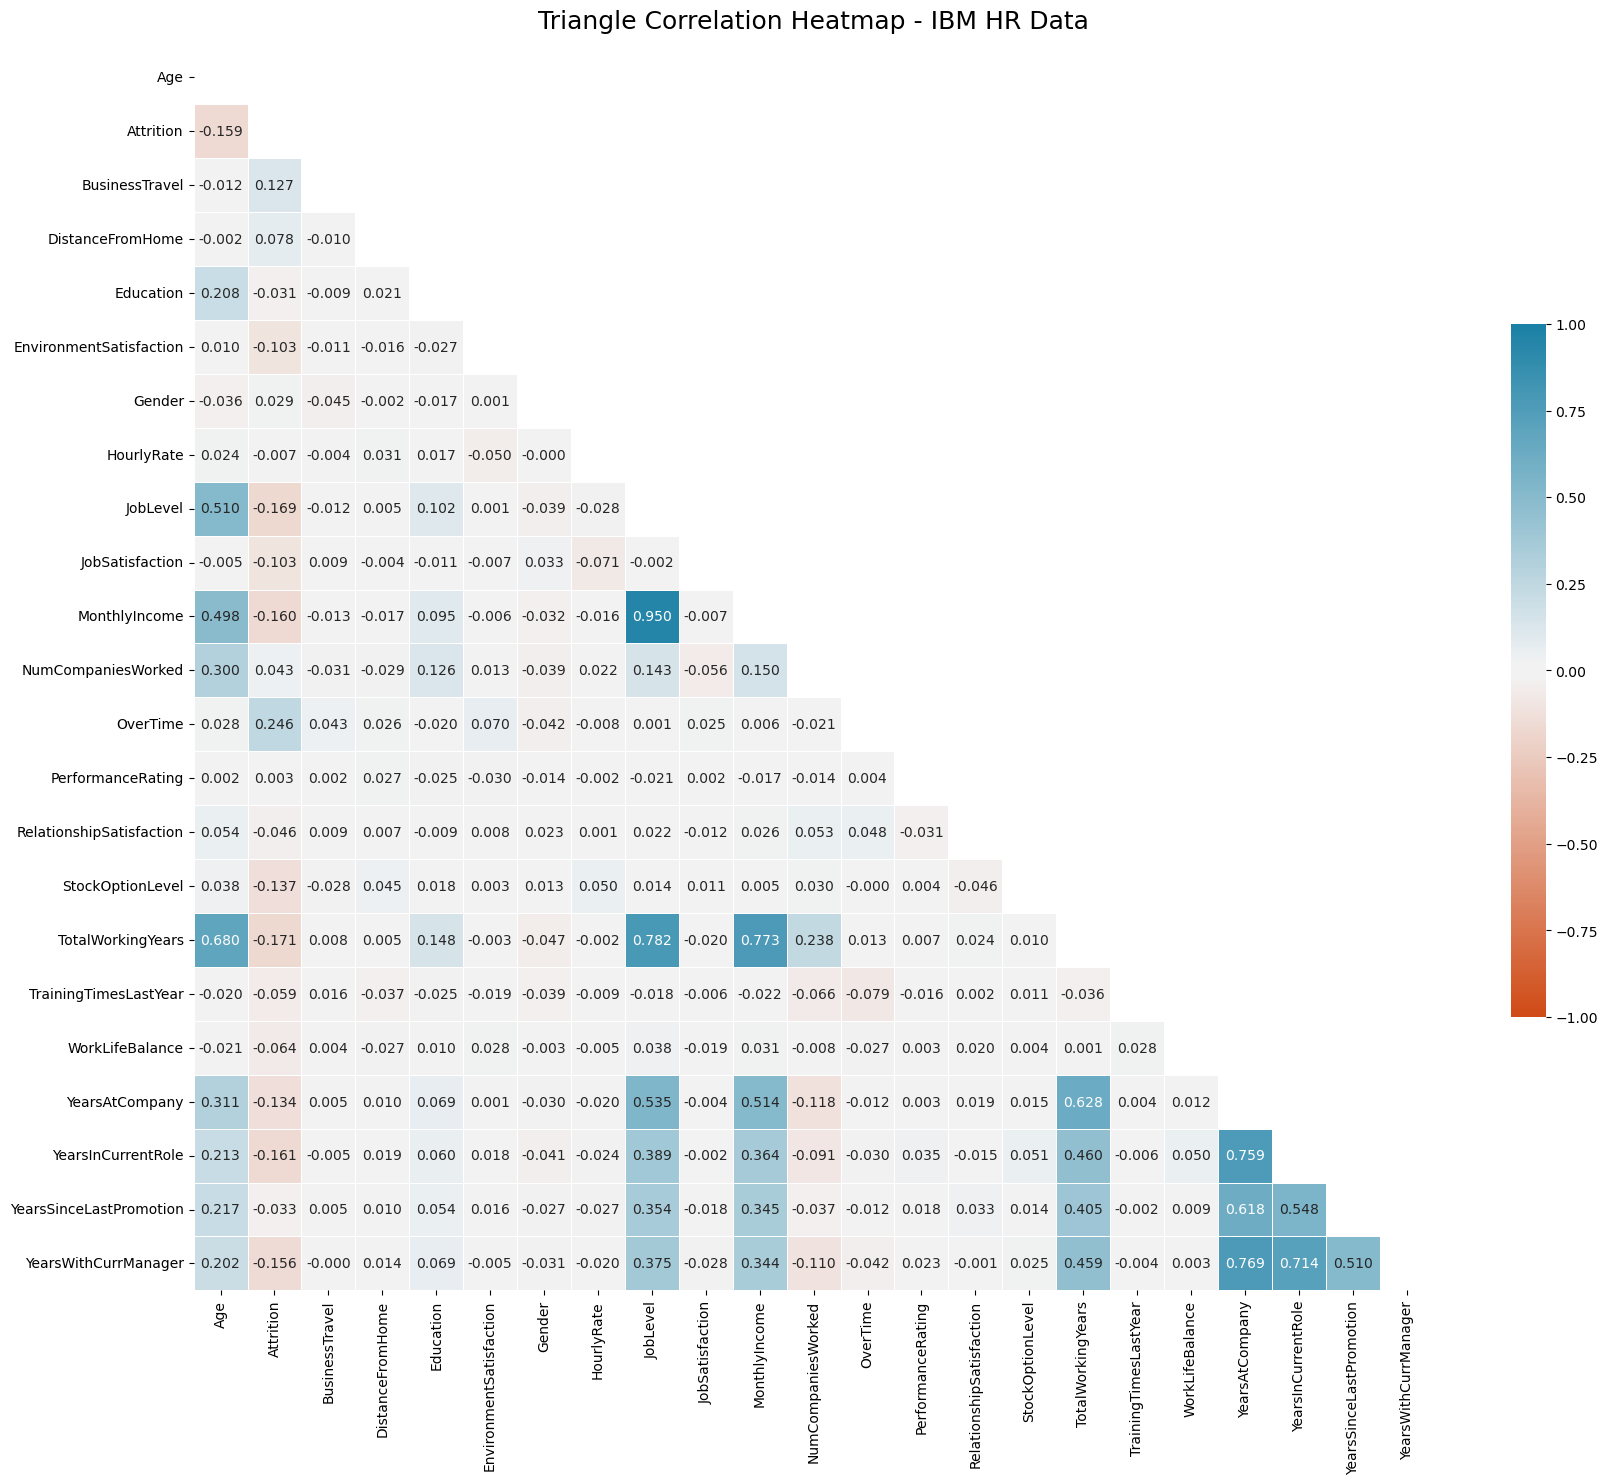 Triangle Correlation Heatmap - IBM HR Data
Age
Attrition -0.159
BusinessTravel -0.012 0.127
DistanceFromHome -0.002 0.078 -0.010
Education 0.208 -0.031 -0.009 0.021
EnvironmentSatisfaction 0.010 -0.103 -0.011 -0.016 -0.027
Gender -0.036 0.029 -0.045 -0.002 -0.017 0.001
HourlyRate 0.024 -0.007 -0.004 0.031 0.017 -0.050 -0.000
JobLevel 0.510 -0.169 -0.012 0.005 0.102 0.001 -0.039 -0.028
JobSatisfaction -0.005 -0.103 0.009 -0.004 -0.011 -0.007 0.033 -0.071 -0.002
MonthlyIncome 0.498 -0.160 -0.013 -0.017 0.095 -0.006 -0.032 -0.016 0.950 -0.007
NumCompaniesWorked 0.300 0.043 -0.031 -0.029 0.126 0.013 -0.039 0.022 0.143 -0.056 0.150
OverTime 0.028 0.246 0.043 0.026 -0.020 0.070 -0.042 -0.008 0.001 0.025 0.006 -0.021
PerformanceRating 0.002 0.003 0.002 0.027 -0.025 -0.030 -0.014 -0.002 -0.021 0.002 -0.017 -0.014 0.004
RelationshipSatisfaction 0.054 -0.046 0.009 0.007 -0.009 0.008 0.023 0.001 0.022 -0.012 0.026 0.053 0.048 -0.031
StockOptionLevel 0.038 -0.137 -0.028 0.045 0.018 0.003 0.013 0.050 0.014 0.011 0.005 0.030 -0.000 0.004 -0.046
TotalWorkingYears 0.680 -0.171 0.008 0.005 0.148 -0.003 -0.047 -0.002 0.782 -0.020 0.773 0.238 0.013 0.007 0.024 0.010
TrainingTimesLastYear -0.020 -0.059 0.016 -0.037 -0.025 -0.019 -0.039 -0.009 -0.018 -0.006 -0.022 -0.066 -0.079 -0.016 0.002 0.011 -0.036
WorkLifeBalance -0.021 -0.064 0.004 -0.027 0.010 0.028 -0.003 -0.005 0.038 -0.019 0.031 -0.008 -0.027 0.003 0.020 0.004 0.001 0.028
YearsAtCompany 0.311 -0.134 0.005 0.010 0.069 0.001 -0.030 -0.020 0.535 -0.004 0.514 -0.118 -0.012 0.003 0.019 0.015 0.628 0.004 0.012
YearsInCurrentRole 0.213 -0.161 -0.005 0.019 0.060 0.018 -0.041 -0.024 0.389 -0.002 0.364 -0.091 -0.030 0.035 -0.015 0.051 0.460 -0.006 0.050 0.759
YearsSinceLastPromotion 0.217 -0.033 0.005 0.010 0.054 0.016 -0.027 -0.027 0.354 -0.018 0.345 -0.037 -0.012 0.018 0.033 0.014 0.405 -0.002 0.009 0.618 0.548
YearsWithCurrManager 0.202 -0.156 -0.000 0.014 0.069 -0.005 -0.031 -0.020 0.375 -0.028 0.344 -0.110 -0.042 0.023 -0.001 0.025 0.459 -0.004 0.003 0.769 0.714 0.510
Age
Attrition
BusinessTravel
DistanceFromHome
Education
EnvironmentSatisfaction
Gender
HourlyRate
JobLevel
JobSatisfaction
MonthlyIncome
NumCompaniesWorked
OverTime
PerformanceRating
RelationshipSatisfaction
StockOptionLevel
TotalWorkingYears
TrainingTimesLastYear
WorkLifeBalance
YearsAtCompany
YearsInCurrentRole
YearsSinceLastPromotion
YearsWithCurrManager
1.00
0.75
0.50
0.25
0.00
−0.25
−0.50
−0.75
−1.00